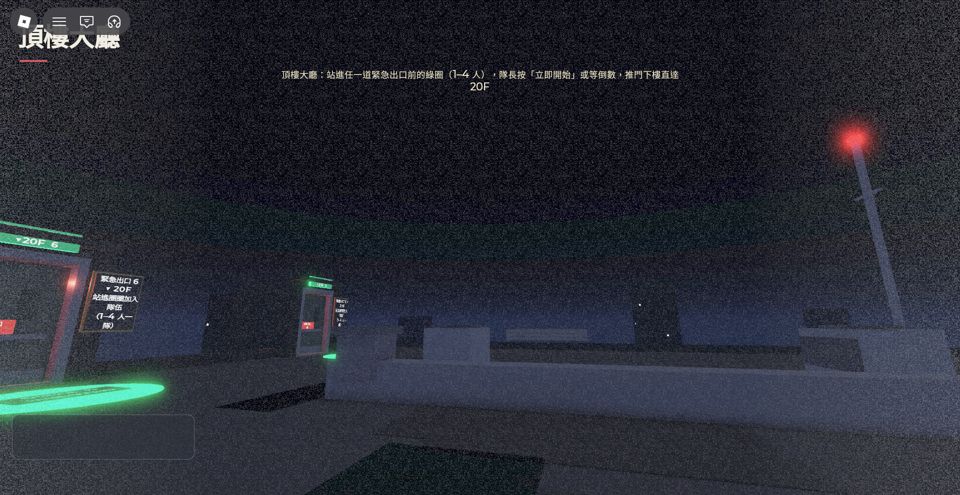 頂樓大廳
頂樓大廳：站進任一道緊急出口前的綠圈（1–4 人），隊長按「立即開始」或等倒數，推門下樓直達
20F
▼20F 6
緊急出口 6
▼ 20F
站進圈圈加入
隊伍
（1–4 人一
隊）